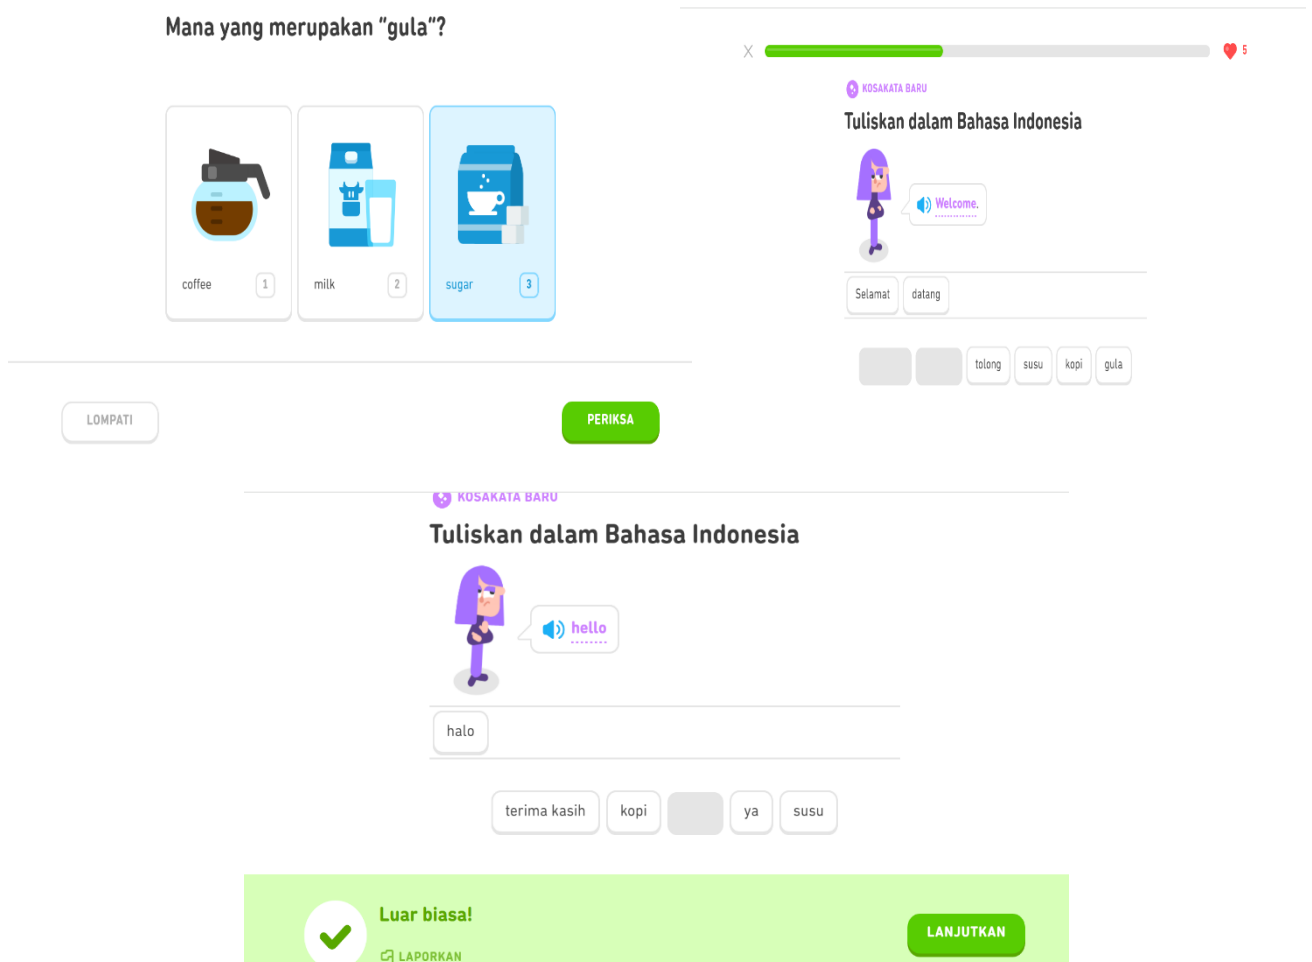 Mana yang merupakan “gula”?
coffee 1
milk 2
sugar 3
LOMPATI
PERIKSA
X
5
KOSAKATA BARU
Tuliskan dalam Bahasa Indonesia
Welcome.
Selamat datang
tolong susu kopi gula
KOSAKATA BARU
Tuliskan dalam Bahasa Indonesia
hello
halo
terima kasih kopi ya susu
Luar biasa!
LAPORKAN
LANJUTKAN